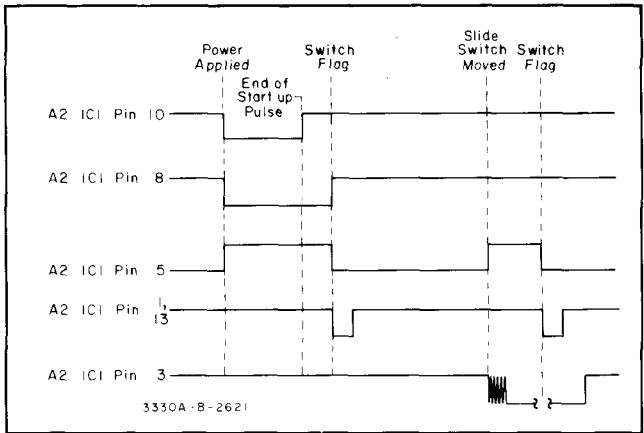 Power
Applied
Switch
Flag
Slide
Switch
Moved
Switch
Flag
End of
Start up
Pulse
A2 IC1 Pin 10
A2 IC1 Pin 8
A2 IC1 Pin 5
A2 IC1 Pin 1,
13
A2 IC1 Pin 3
3330A-B-2621